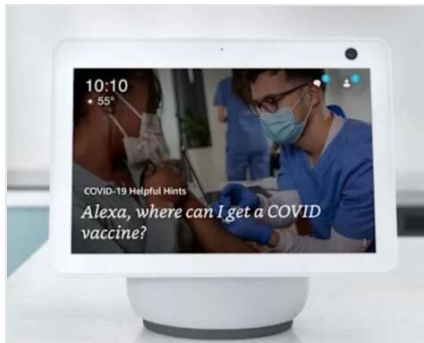 10:10
55°
COVID-19 Helpful Hints
Alexa, where can I get a COVID
vaccine?